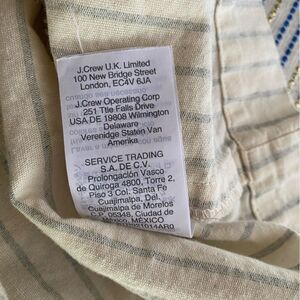 J.Crew U.K. Limited
100 New Bridge Street
London, EC4V 6JA
J.Crew Operating Corp
251 Ttle Falls Drive
USA DE 19808 Wilmington
Delaware
Verenidge Staten Van
Amerika
SERVICE TRADING
S.A. DE C.V.
Prolongación Vasco
de Quiroga 4800, Torre 2,
Piso 3 Col. Santa Fe
Cuajimalpa, Del.
Cuajimalpa de Morelos
C.P. 05348, Ciudad de
México, MÉXICO